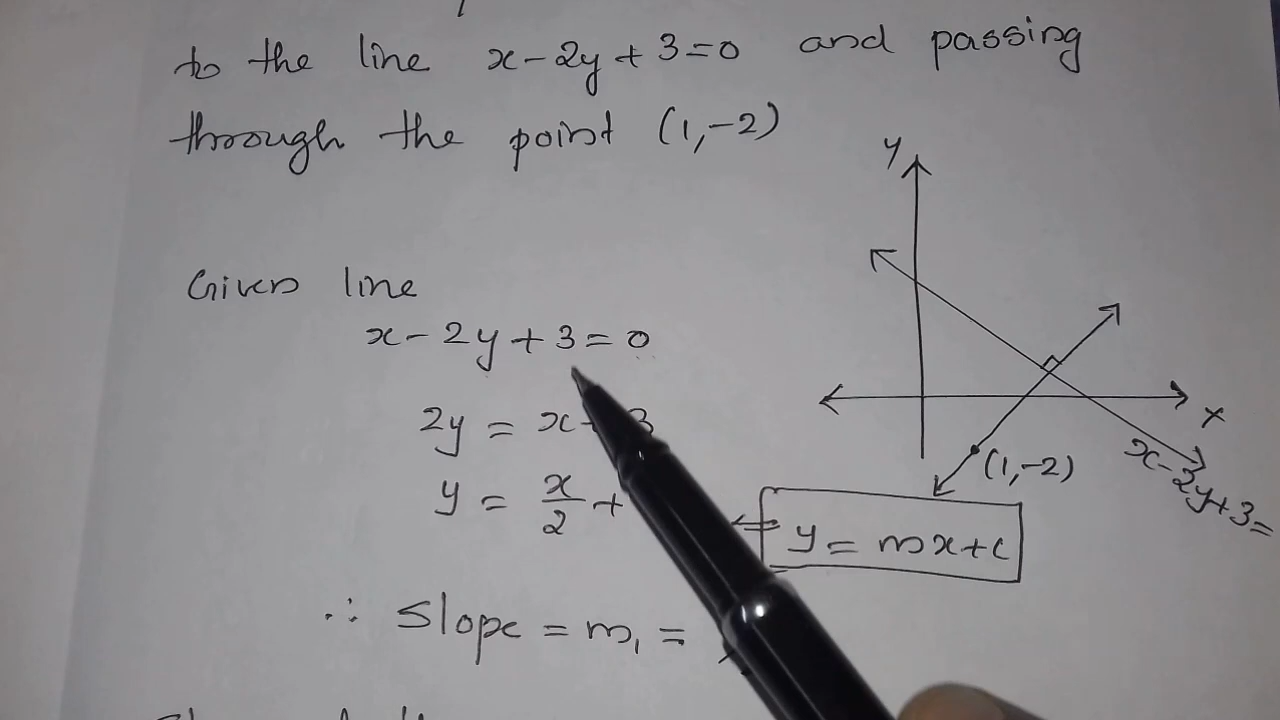 to the line x-2y+3=0 and passing
through the point (1,-2)
Given line
x-2y+3=0
2y = x+3
y = x/2 +
∴ Slope = m₁ =
y
x
(1,-2)
x-2y+3=
y = mx+c